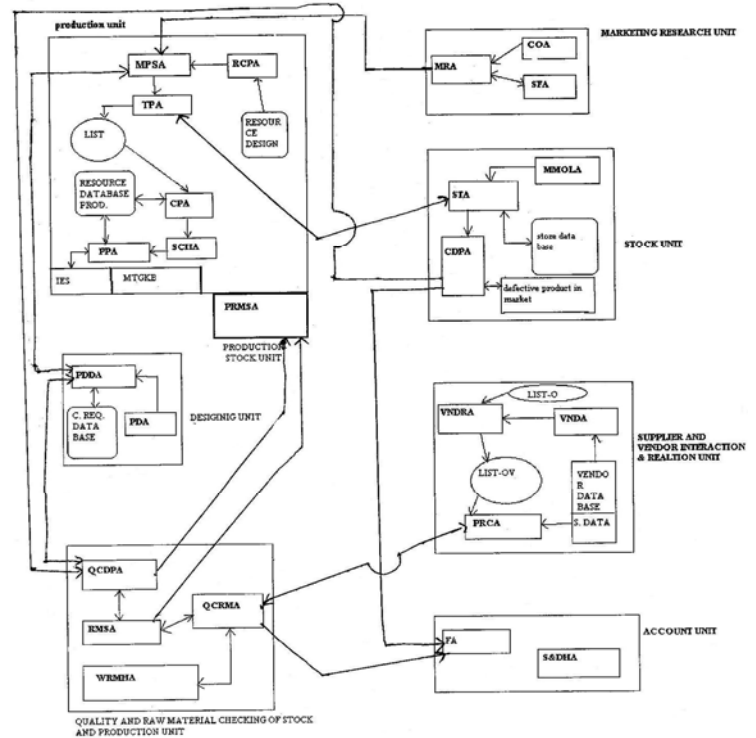 production unit
MPSA
RCPA
TPA
LIST
RESOUR
CE
DESIGN
RESOURCE
DATABASE
PROD.
CPA
SCHA
PPA
IES
MTGKB
PRMSA
PRODUCTION
STOCK UNIT
MARKETING RESEARCH UNIT
COA
MRA
SFA
MMOLA
STA
store data
base
CDPA
defective product in
market
STOCK UNIT
PDDA
C. REQ.
DATA
BASE
PDA
DESIGNIG UNIT
LIST-O
VNDRA
VNDA
LIST-OV
VENDO
R
DATA
BASE
S. DATA
PRCA
SUPPLIER AND
VENDOR INTERACTION
& REALTION UNIT
QCDPA
QCRMA
RMSA
WRMHA
QUALITY AND RAW MATERIAL CHECKING OF STOCK
AND PRODUCTION UNIT
FA
S&DHA
ACCOUNT UNIT